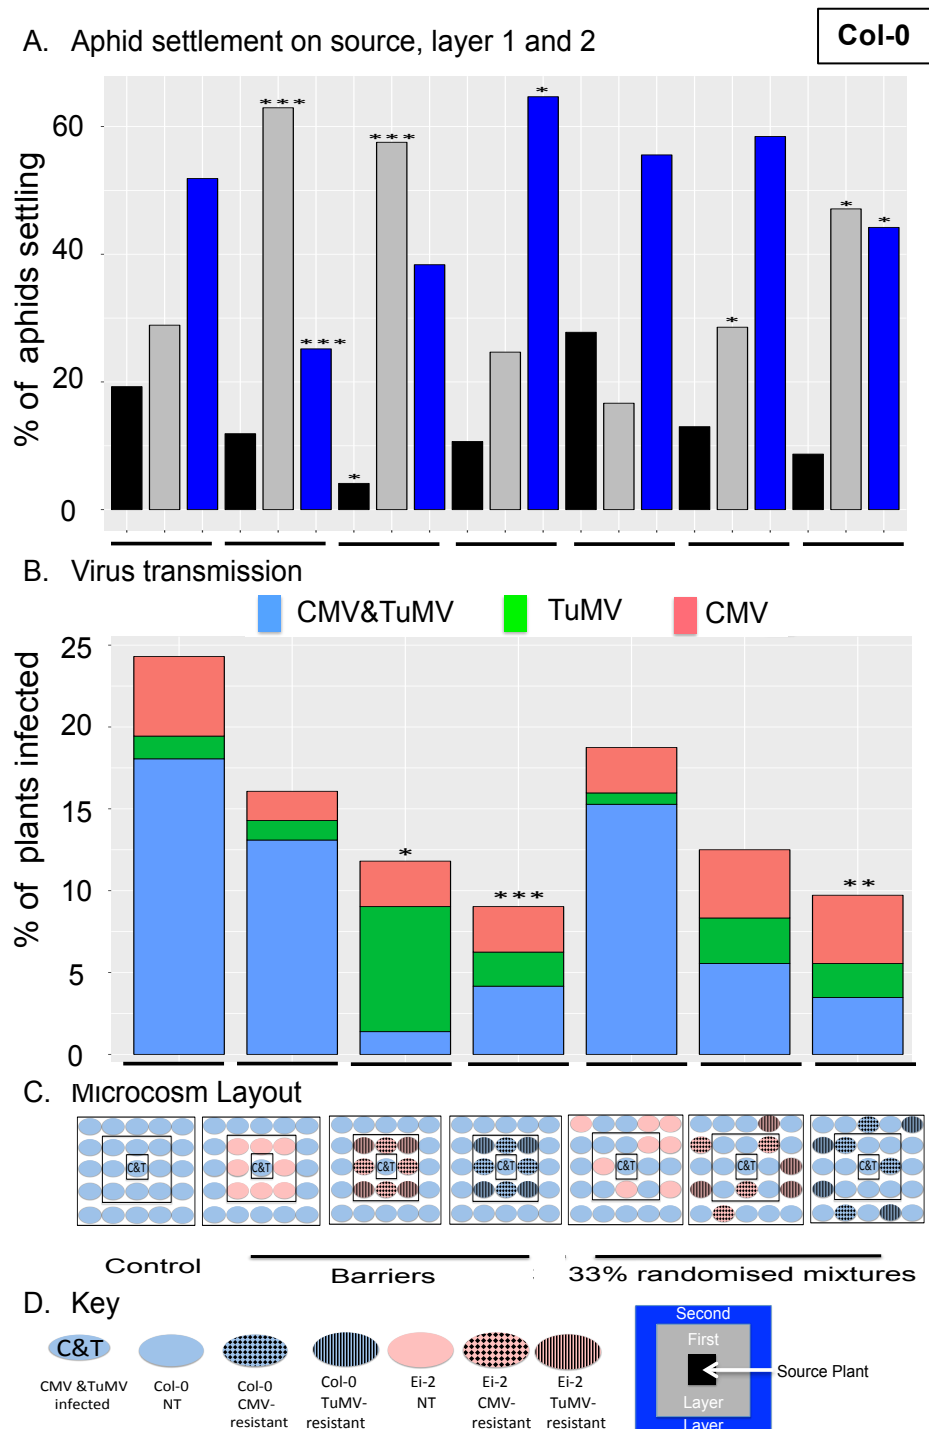 A. Aphid settlement on source, layer 1 and 2
Col-0
% of aphids settling
60
40
20
0
***
***
***
*
*
*
*
*
B. Virus transmission
CMV&TuMV TuMV CMV
% of plants infected
25
20
15
10
5
0
*
***
**
C. Microcosm Layout
C&T C&T C&T C&T C&T C&T C&T
Control Barriers 33% randomised mixtures
D. Key
C&T
CMV &TuMV
infected
Col-0
NT
Col-0
CMV-
resistant
Col-0
TuMV-
resistant
Ei-2
NT
Ei-2
CMV-
resistant
Ei-2
TuMV-
resistant
Second
First
Source Plant
Layer
Layer